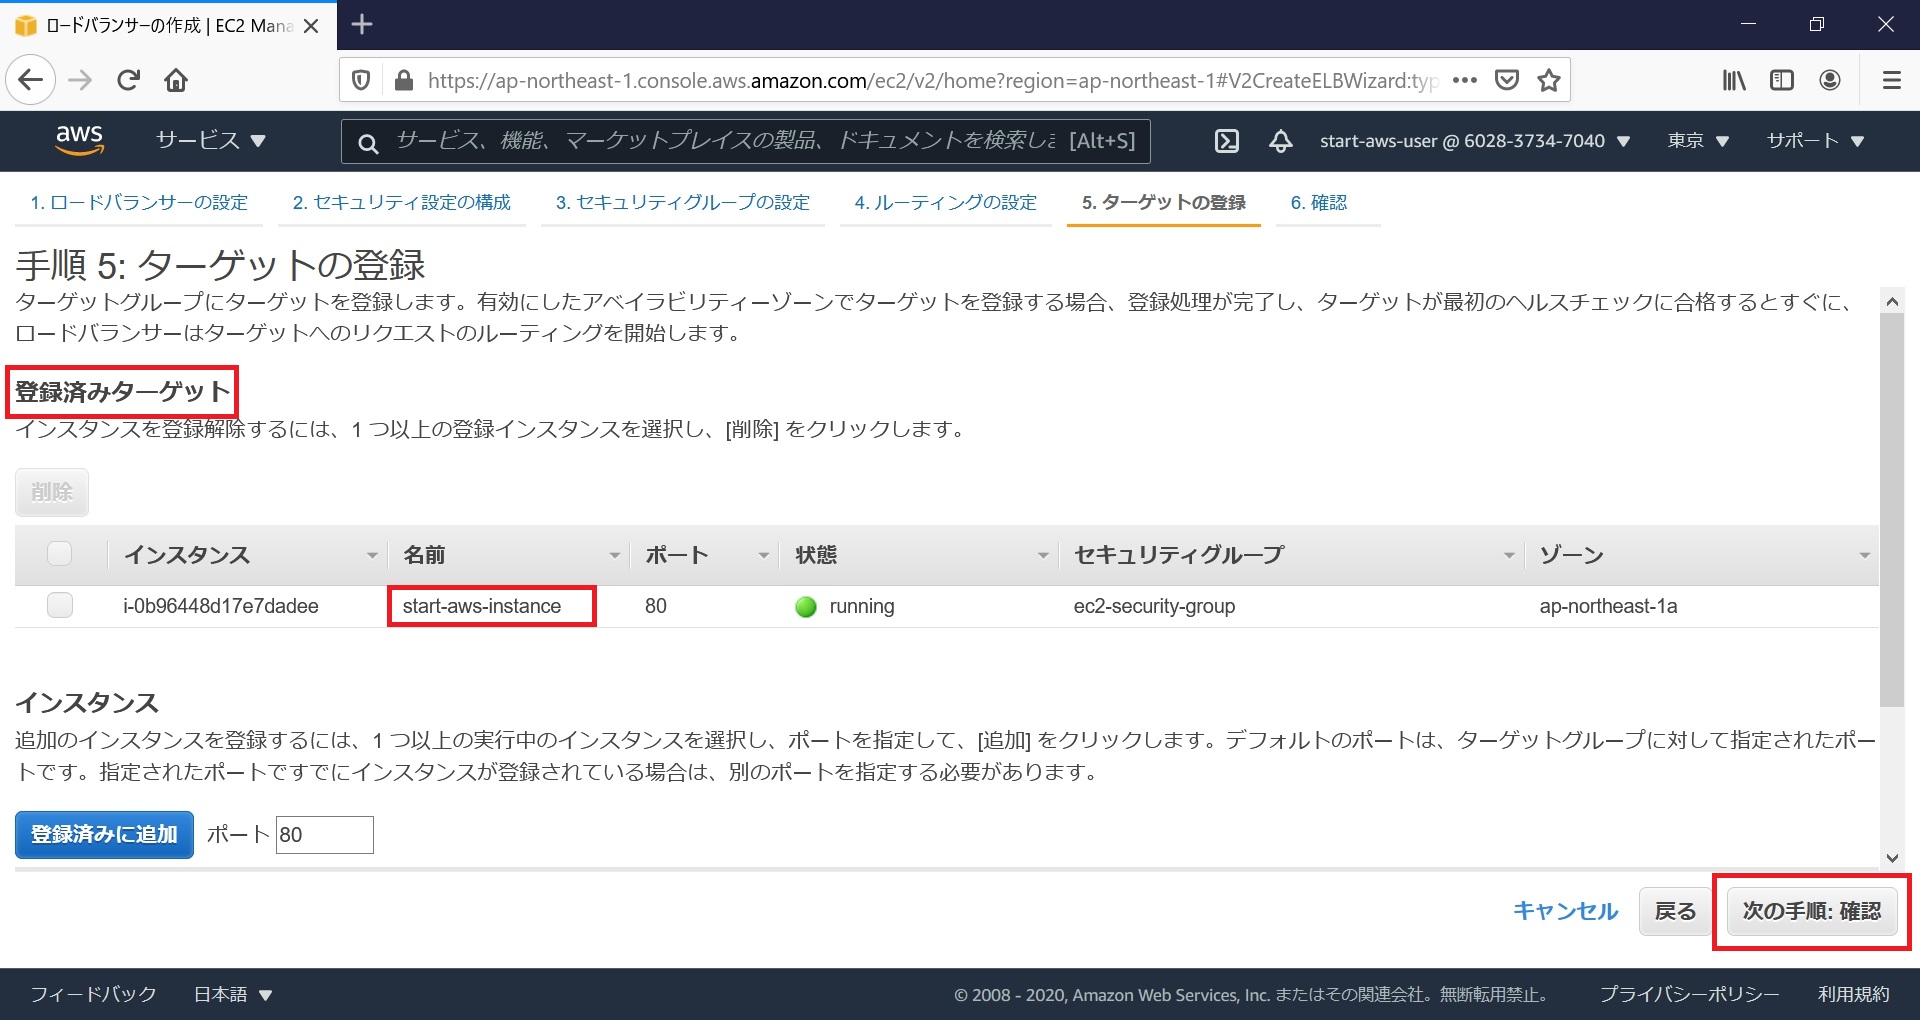 ロードバランサーの作成 | EC2 Mana
https://ap-northeast-1.console.aws.amazon.com/ec2/v2/home?region=ap-northeast-1#V2CreateELBWizard:typ
aws サービス サービス、機能、マーケットプレイスの製品、ドキュメントを検索しま [Alt+S] start-aws-user @ 6028-3734-7040 東京 サポート
1. ロードバランサーの設定 2. セキュリティ設定の構成 3. セキュリティグループの設定 4. ルーティングの設定 5. ターゲットの登録 6. 確認
手順 5: ターゲットの登録
ターゲットグループにターゲットを登録します。有効にしたアベイラビリティーゾーンでターゲットを登録する場合、登録処理が完了し、ターゲットが最初のヘルスチェックに合格するとすぐに、
ロードバランサーはターゲットへのリクエストのルーティングを開始します。
登録済みターゲット
インスタンスを登録解除するには、1 つ以上の登録インスタンスを選択し、[削除] をクリックします。
削除
インスタンス 名前 ポート 状態 セキュリティグループ ゾーン
i-0b96448d17e7dadee start-aws-instance 80 running ec2-security-group ap-northeast-1a
インスタンス
追加のインスタンスを登録するには、1 つ以上の実行中のインスタンスを選択し、ポートを指定して、[追加] をクリックします。デフォルトのポートは、ターゲットグループに対して指定されたポー
トです。指定されたポートですでにインスタンスが登録されている場合は、別のポートを指定する必要があります。
登録済みに追加 ポート 80
キャンセル 戻る 次の手順: 確認
フィードバック 日本語 © 2008 - 2020, Amazon Web Services, Inc. またはその関連会社。無断転用禁止。 プライバシーポリシー 利用規約